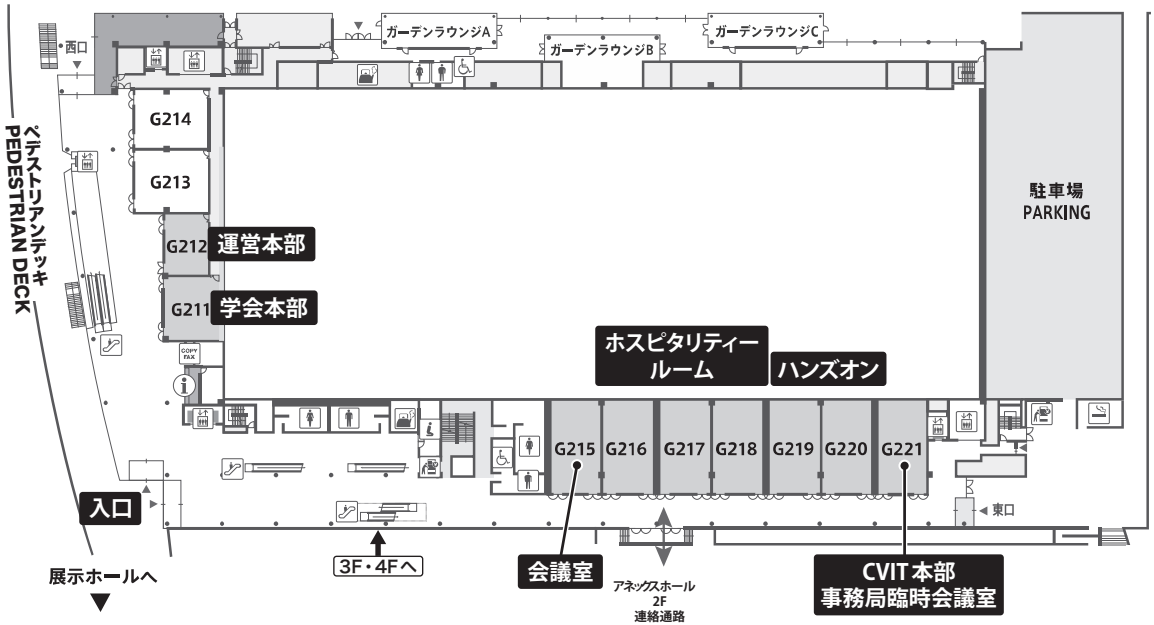 ガーデンラウンジA
ガーデンラウンジB
ガーデンラウンジC
西口
G214
G213
G212
運営本部
G211
学会本部
COPY
FAX
i
ペデストリアンデッキ
PEDESTRIAN DECK
駐車場
PARKING
ホスピタリティー
ルーム
ハンズオン
G215
G216
G217
G218
G219
G220
G221
入口
東口
3F・4Fへ
会議室
CVIT本部
事務局臨時会議室
展示ホールへ
アネックスホール
2F
連絡通路